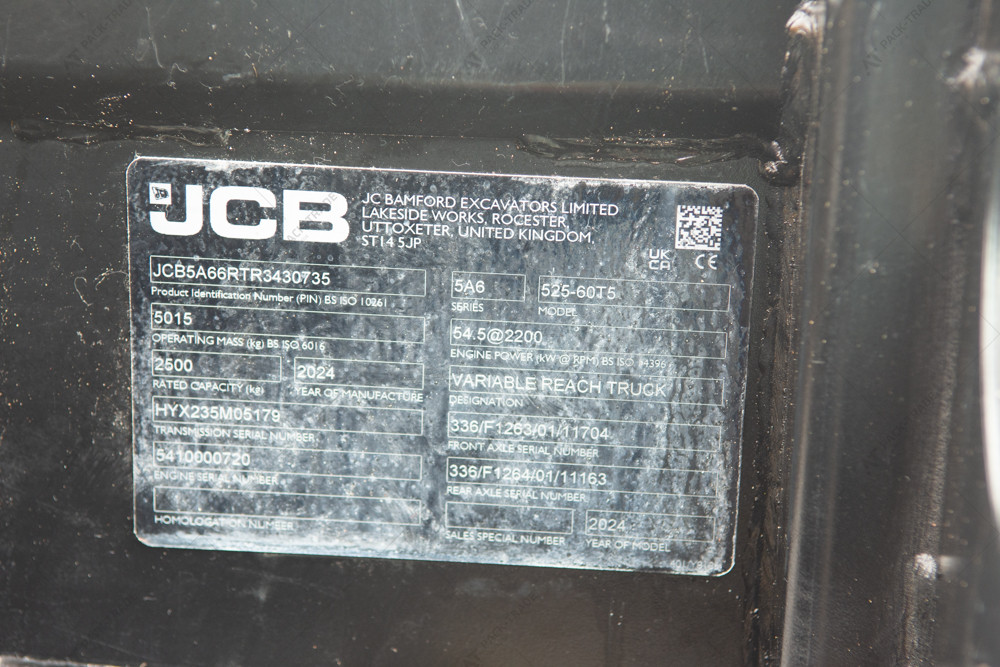 JCB
JC BAMFORD EXCAVATORS LIMITED
LAKESIDE WORKS, ROCESTER,
UTTOXETER, UNITED KINGDOM,
ST14 5JP
UK
CA
CE
JCB5A66RTR3430735
Product Identification Number (PIN) BS ISO 10261
5A6
SERIES
525-60T5
MODEL
5015
OPERATING MASS (kg) BS ISO 6016
54.5@2200
ENGINE POWER (kW @ RPM) BS ISO 14396
2500
RATED CAPACITY (kg)
2024
YEAR OF MANUFACTURE
VARIABLE REACH TRUCK
DESIGNATION
HYX235M05179
TRANSMISSION SERIAL NUMBER
336/F1263/01/11704
FRONT AXLE SERIAL NUMBER
5410000720
ENGINE SERIAL NUMBER
336/F1264/01/11163
REAR AXLE SERIAL NUMBER
HOMOLOGATION NUMBER
SALES SPECIAL NUMBER
2024
YEAR OF MODEL